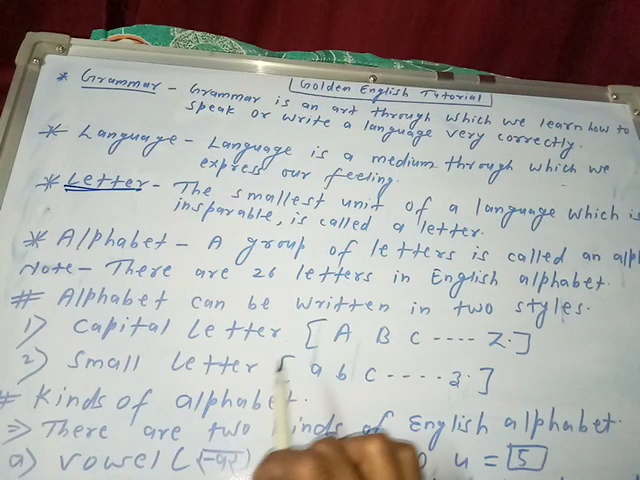 Golden English Tutorial
* Grammar - Grammar is an art through which we learn how to
speak or write a language very correctly.
* Language - Language is a medium through which we
express our feeling.
* Letter - The smallest unit of a language which is
insparable, is called a letter.
* Alphabet - A group of letters is called an alph
Note - There are 26 letters in English alphabet.
# Alphabet can be written in two styles.
1) Capital Letter [ A B C ---- Z.]
2) Small Letter [ a b c ---- z.]
# Kinds of alphabet.
⇒ There are two kinds of English alphabet.
a) Vowel (स्वर) o u = 5